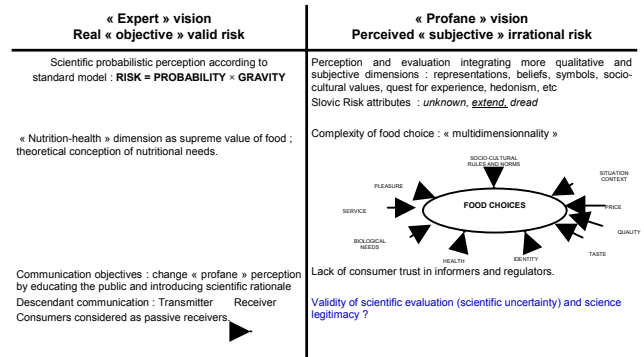 « Expert » vision
Real « objective » valid risk
« Profane » vision
Perceived « subjective » irrational risk
Scientific probabilistic perception according to
standard model : RISK = PROBABILITY × GRAVITY
Perception and evaluation integrating more qualitative and
subjective dimensions : representations, beliefs, symbols, socio-
cultural values, quest for experience, hedonism, etc
Slovic Risk attributes : unknown, extend, dread
« Nutrition-health » dimension as supreme value of food ;
theoretical conception of nutritional needs.
Complexity of food choice : « multidimensionnality »
SOCIO-CULTURAL
RULES AND NORMS
SITUATION
CONTEXT
PLEASURE
FOOD CHOICES
PRICE
SERVICE
QUALITY
BIOLOGICAL
NEEDS
TASTE
HEALTH
IDENTITY
Communication objectives : change « profane » perception
by educating the public and introducing scientific rationale
Descendant communication : Transmitter Receiver
Consumers considered as passive receivers.
Lack of consumer trust in informers and regulators.
Validity of scientific evaluation (scientific uncertainty) and science
legitimacy ?